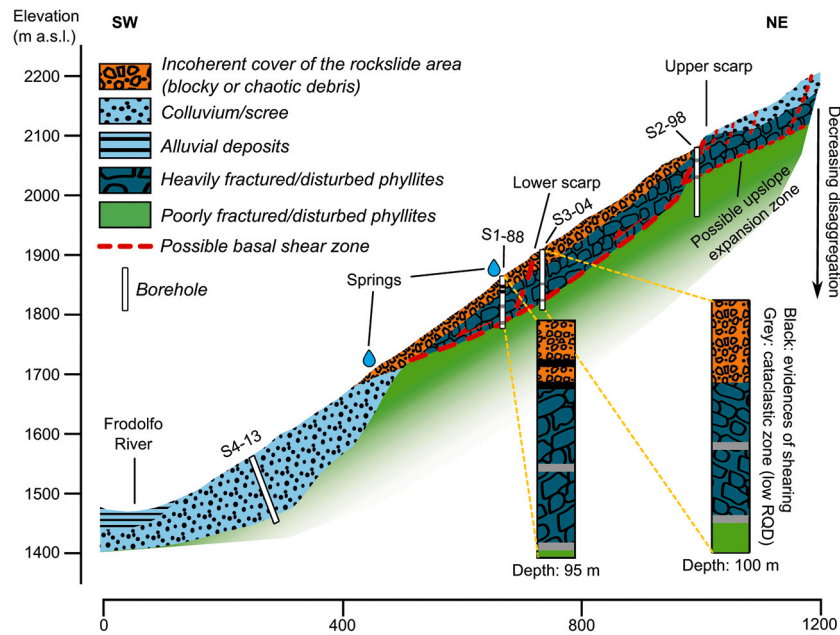 Elevation
(m a.s.l.)
SW
NE
2200
2100
2000
1900
1800
1700
1600
1500
1400
Incoherent cover of the rockslide area
(blocky or chaotic debris)
Colluvium/scree
Alluvial deposits
Heavily fractured/disturbed phyllites
Poorly fractured/disturbed phyllites
Possible basal shear zone
Borehole
Upper scarp
S2-98
Lower scarp
S3-04
S1-88
Springs
Possible upslope
expansion zone
Decreasing disaggregation
Frodolfo
River
S4-13
Black: evidences of shearing
Grey: cataclastic zone (low RQD)
Depth: 95 m
Depth: 100 m
0
400
800
1200